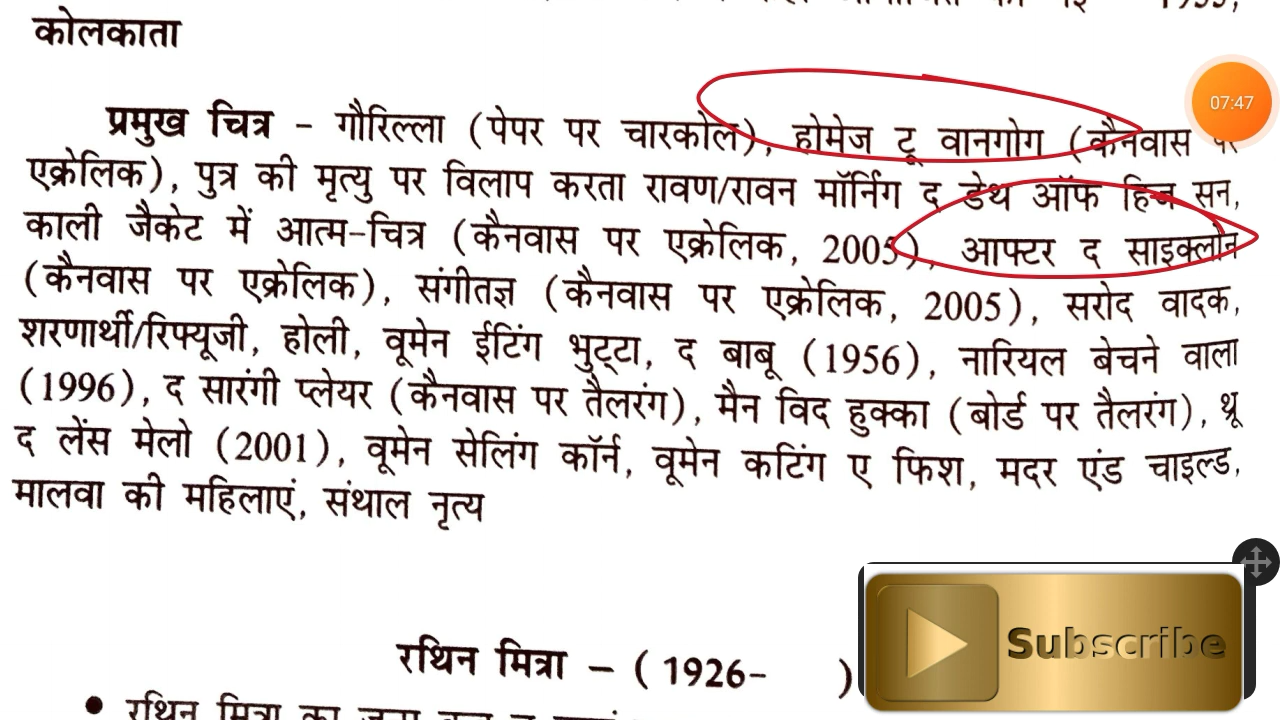 कोलकाता
07:47
प्रमुख चित्र – गौरिल्ला (पेपर पर चारकोल), होमेज टू वानगोग (कैनवास पर
एक्रेलिक), पुत्र की मृत्यु पर विलाप करता रावण/रावन मॉर्निंग द डेथ ऑफ हिज सन,
काली जैकेट में आत्म-चित्र (कैनवास पर एक्रेलिक, 2005), आफ्टर द साइक्लोन
(कैनवास पर एक्रेलिक), संगीतज्ञ (कैनवास पर एक्रेलिक, 2005), सरोद वादक,
शरणार्थी/रिफ्यूजी, होली, वूमेन ईटिंग भुट्टा, द बाबू (1956), नारियल बेचने वाला
(1996), द सारंगी प्लेयर (कैनवास पर तैलरंग), मैन विद हुक्का (बोर्ड पर तैलरंग), थ्रू
द लेंस मेलो (2001), वूमेन सेलिंग कॉर्न, वूमेन कटिंग ए फिश, मदर एंड चाइल्ड,
मालवा की महिलाएं, संथाल नृत्य
Subscribe
रथिन मित्रा – ( 1926- )
• रथिन मित्रा का जन्म